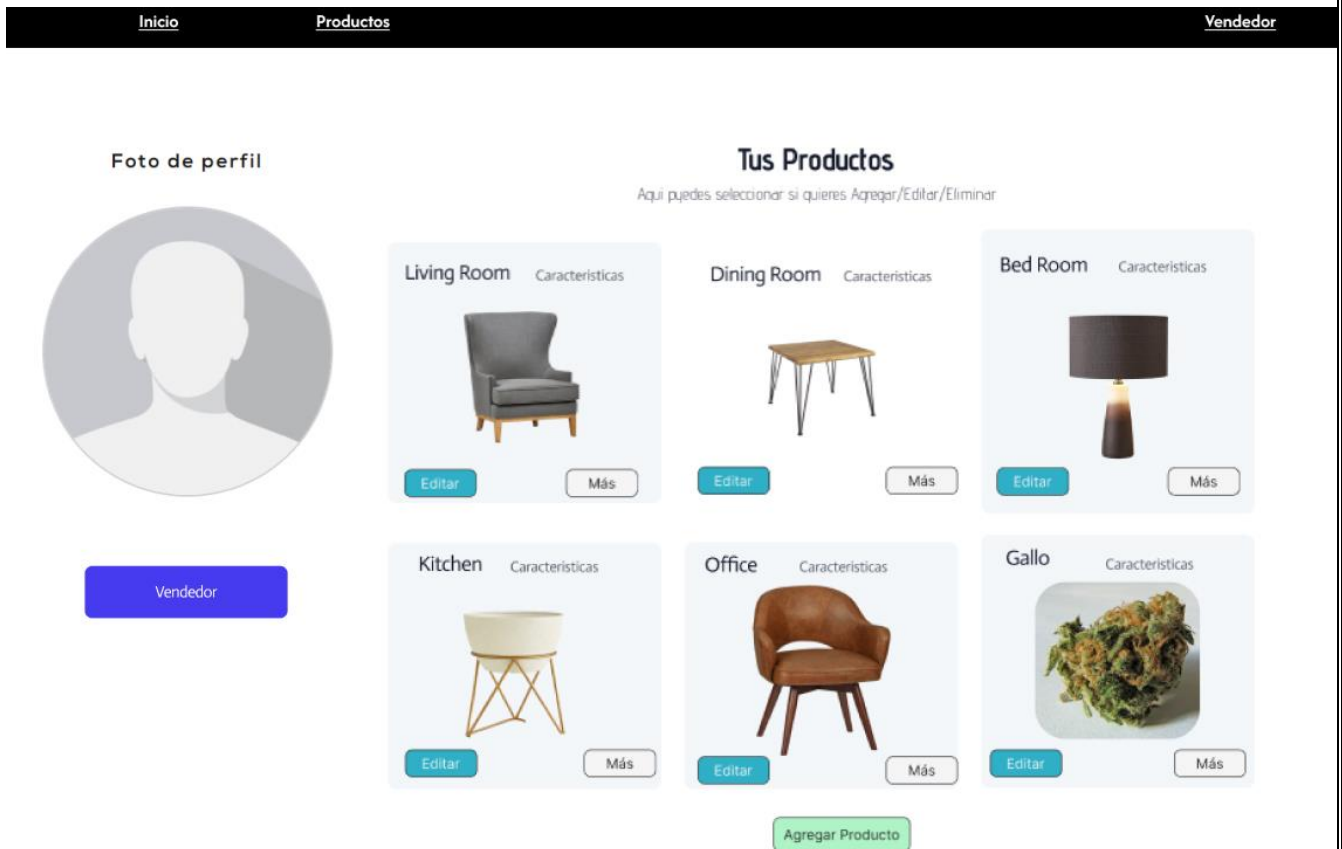 Inicio Productos Vendedor
Foto de perfil
Tus Productos
Aqui puedes seleccionar si quieres Agregar/Editar/Eliminar
Living Room Caracteristicas
Dining Room Caracteristicas
Bed Room Caracteristicas
Editar Más
Editar Más
Editar Más
Vendedor
Kitchen Caracteristicas
Office Caracteristicas
Gallo Caracteristicas
Editar Más
Editar Más
Editar Más
Agregar Producto